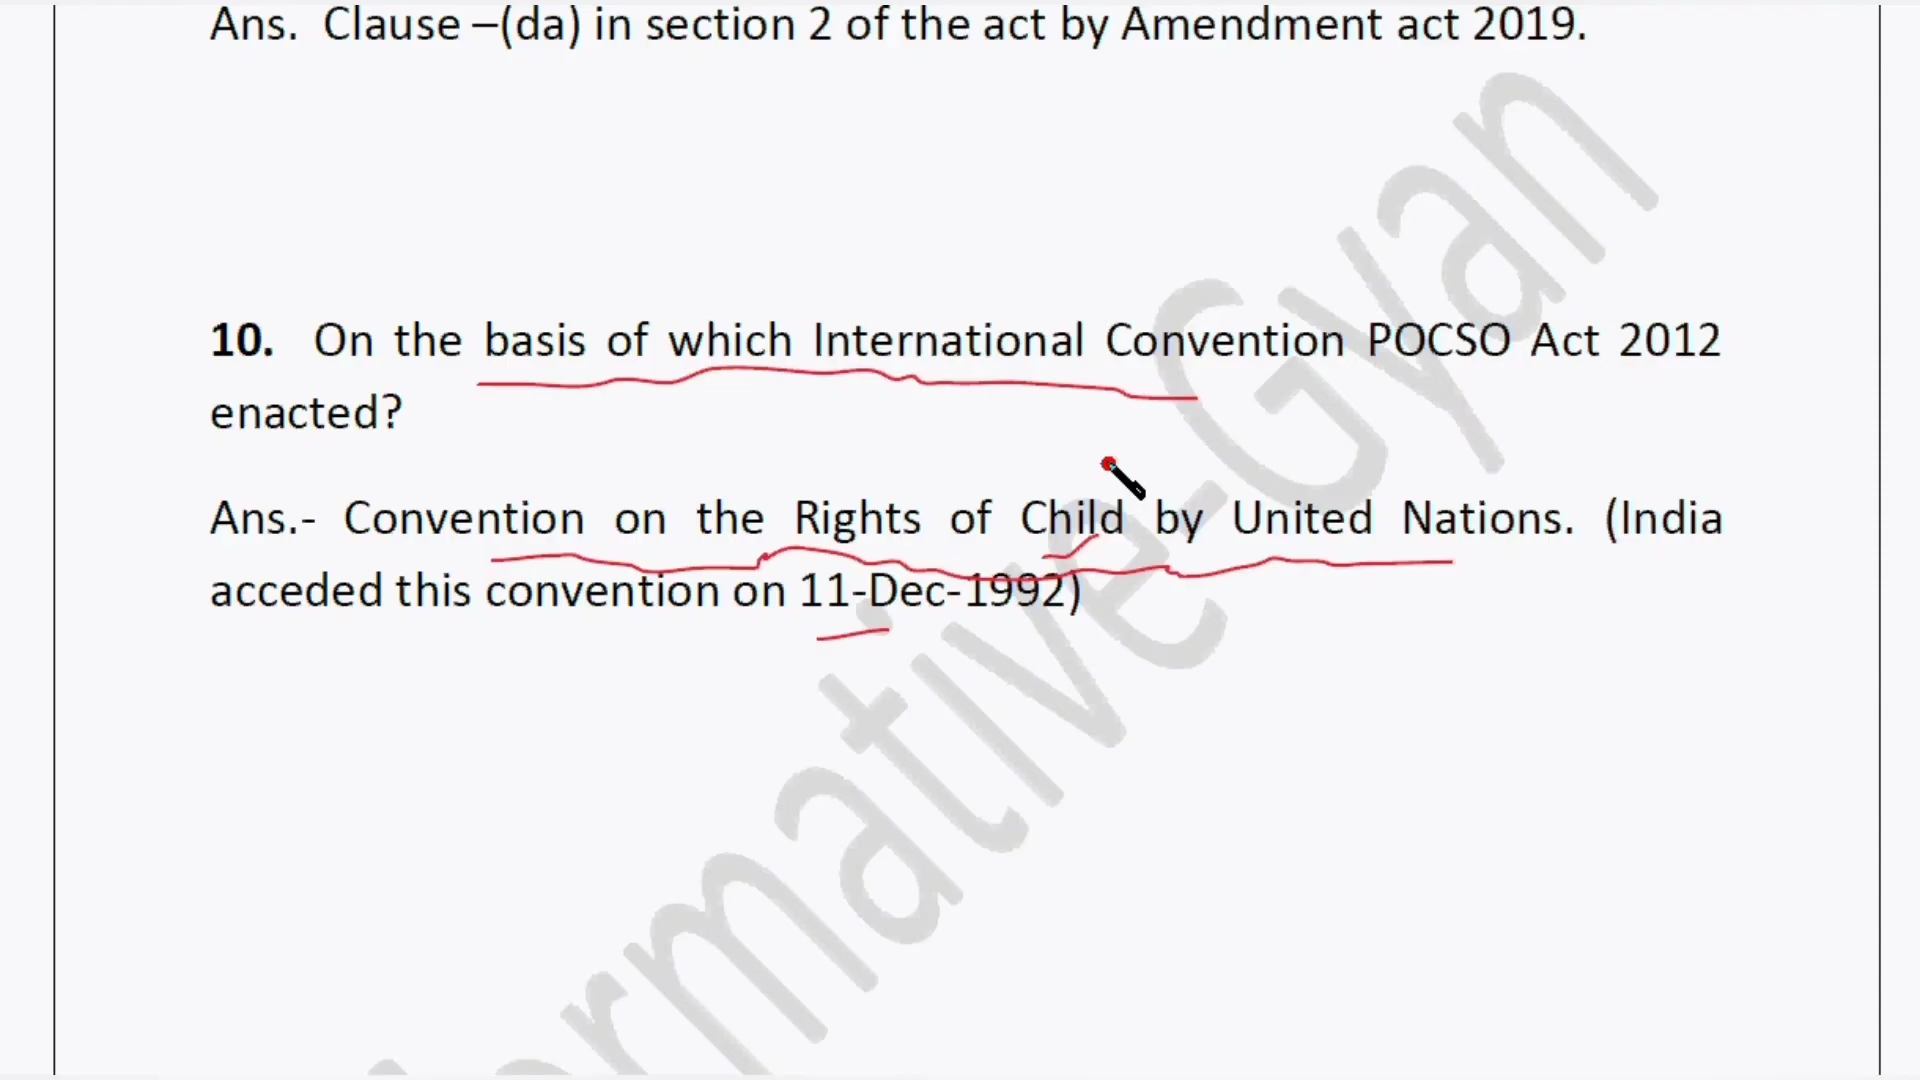 Ans. Clause –(da) in section 2 of the act by Amendment act 2019.
10. On the basis of which International Convention POCSO Act 2012
enacted?
Ans.- Convention on the Rights of Child by United Nations. (India
acceded this convention on 11-Dec-1992)
ormative-Gyan